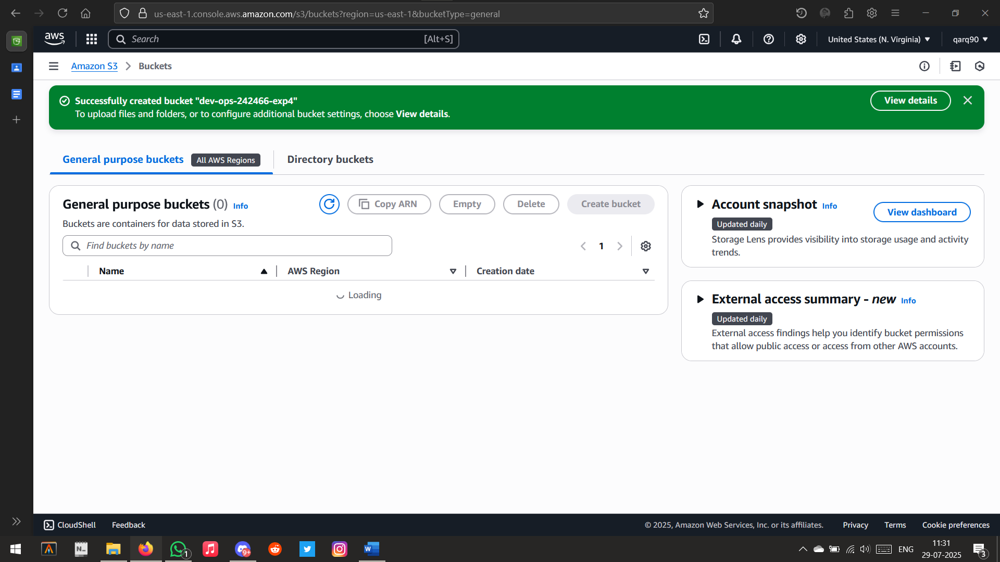 us-east-1.console.aws.amazon.com/s3/buckets?region=us-east-1&bucketType=general
aws
Search [Alt+S]
United States (N. Virginia)
qarq90
Amazon S3 > Buckets
Successfully created bucket "dev-ops-242466-exp4"
To upload files and folders, or to configure additional bucket settings, choose View details.
View details
General purpose buckets All AWS Regions
Directory buckets
General purpose buckets (0) Info
Copy ARN
Empty
Delete
Create bucket
Buckets are containers for data stored in S3.
Find buckets by name
1
Name
AWS Region
Creation date
Loading
Account snapshot Info
View dashboard
Updated daily
Storage Lens provides visibility into storage usage and activity
trends.
External access summary - new Info
Updated daily
External access findings help you identify bucket permissions
that allow public access or access from other AWS accounts.
CloudShell
Feedback
© 2025, Amazon Web Services, Inc. or its affiliates.
Privacy
Terms
Cookie preferences
N_
1
9+
W
ENG
11:31
29-07-2025
3